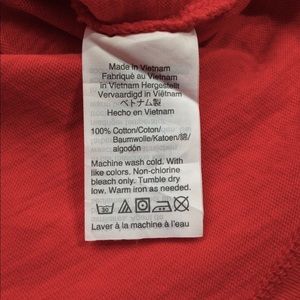 Made in Vietnam
Fabriqué au Vietnam
in Vietnam Hergestellt
Vervaardigd in Vietnam
ベトナム製
Hecho en Vietnam
100% Cotton/Coton/
Baumwolle/Katoen/綿/
algodón
Machine wash cold. With
like colors. Non-chlorine
bleach only. Tumble dry
low. Warm iron as needed.
30
Laver à la machine à l'eau